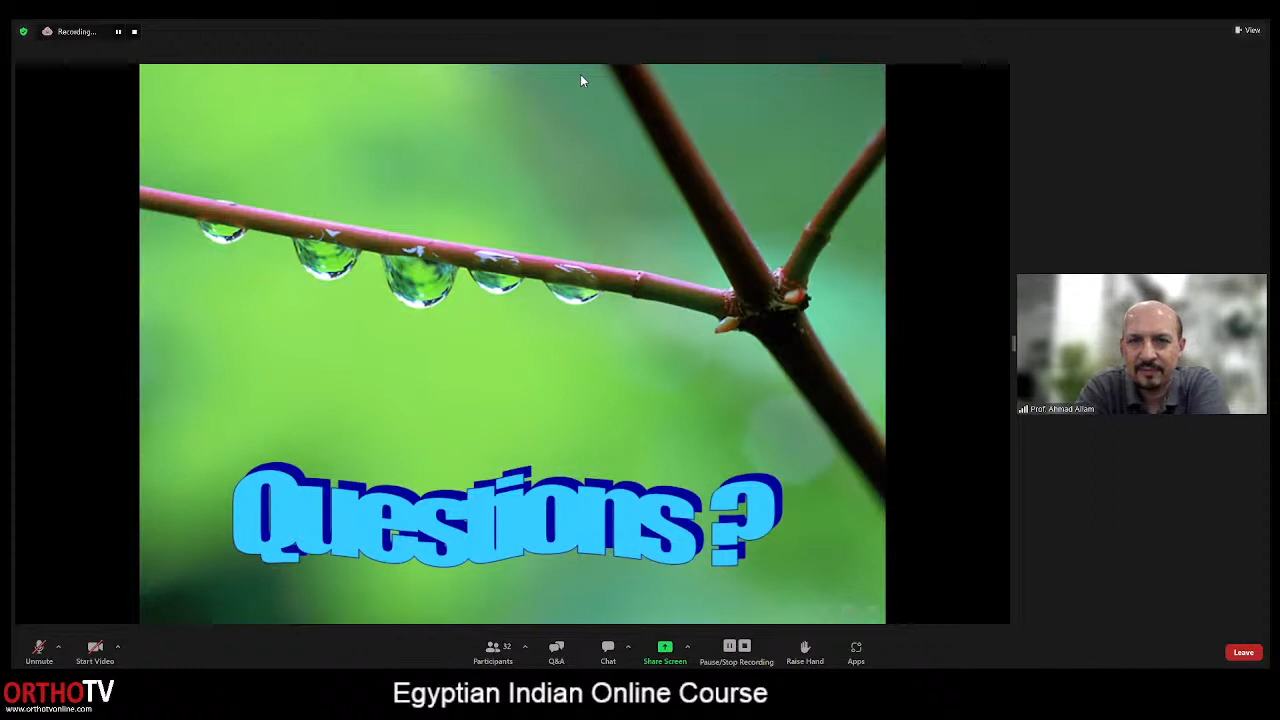 Recording...
View
Questions ?
Prof. Ahmad Allam
Unmute
Start Video
32
Participants
Q&A
Chat
Share Screen
Pause/Stop Recording
Raise Hand
Apps
Leave
ORTHOTV
www.orthotvonline.com
Egyptian Indian Online Course